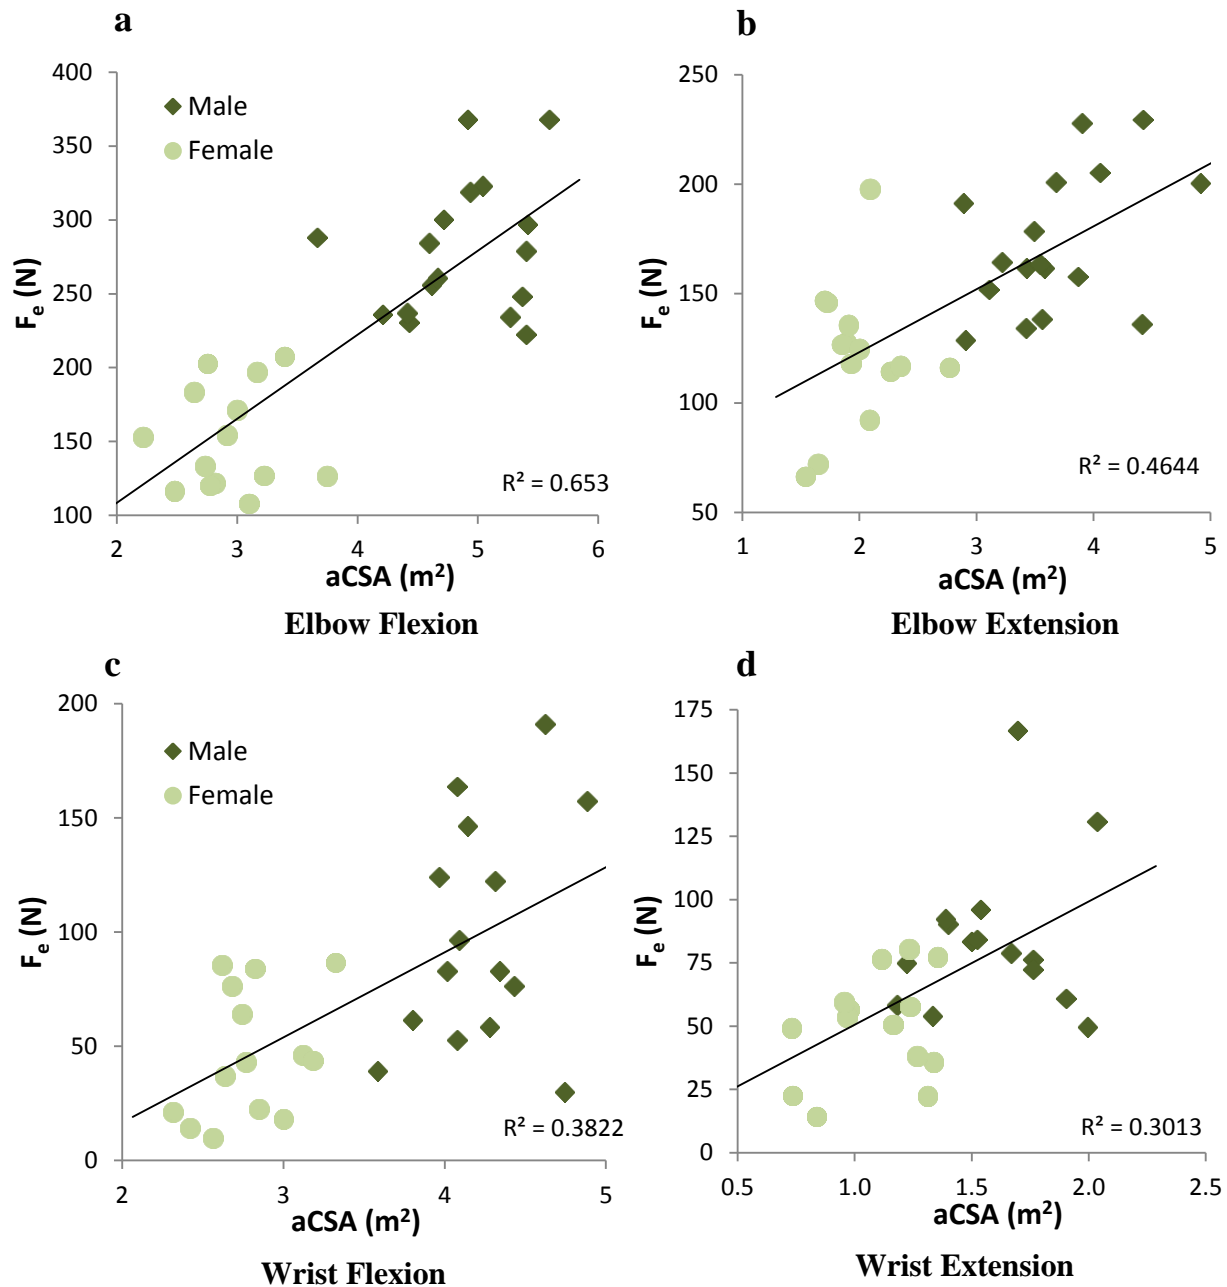 a
400
350
300
250
200
150
100
F_e (N)
Male
Female
R² = 0.653
2 3 4 5 6
aCSA (m²)
Elbow Flexion
b
250
200
150
100
50
F_e (N)
R² = 0.4644
1 2 3 4 5
aCSA (m²)
Elbow Extension
c
200
150
100
50
0
F_e (N)
Male
Female
R² = 0.3822
2 3 4 5
aCSA (m²)
Wrist Flexion
d
175
150
125
100
75
50
25
0
F_e (N)
R² = 0.3013
0.5 1.0 1.5 2.0 2.5
aCSA (m²)
Wrist Extension